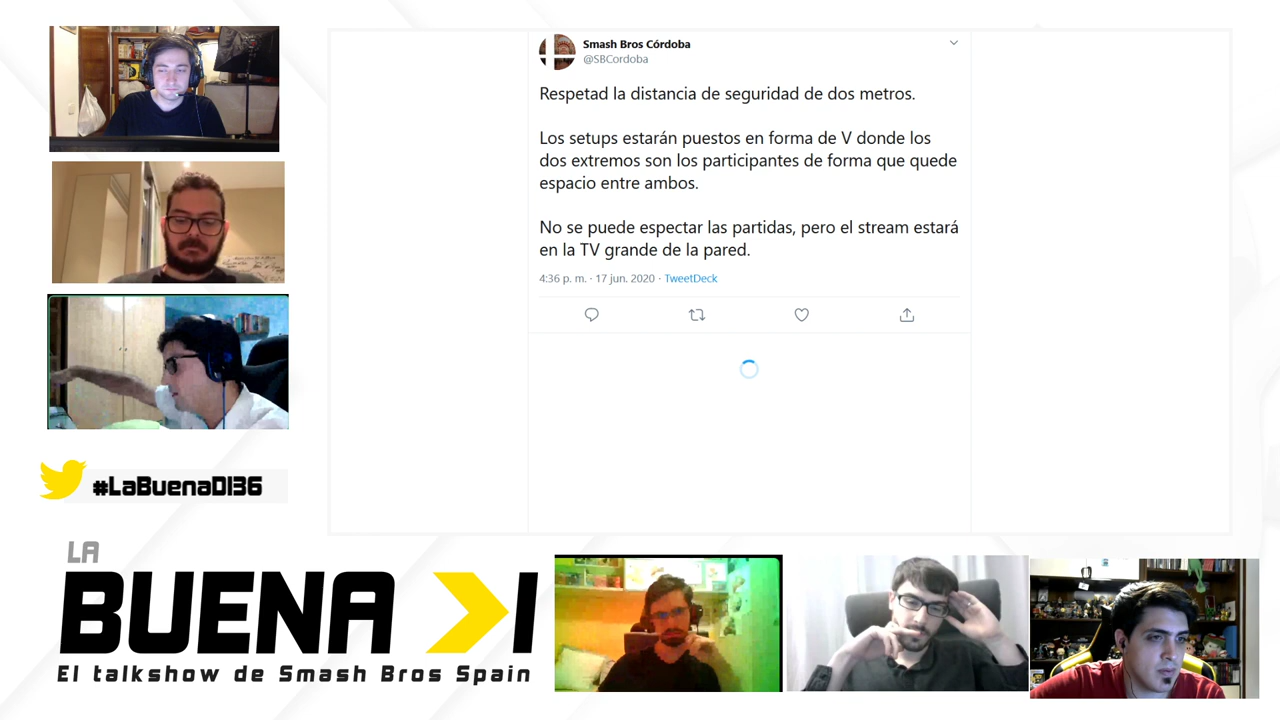 Smash Bros Córdoba
@SBCordoba
Respetad la distancia de seguridad de dos metros.
Los setups estarán puestos en forma de V donde los
dos extremos son los participantes de forma que quede
espacio entre ambos.
No se puede espectar las partidas, pero el stream estará
en la TV grande de la pared.
4:36 p. m. · 17 jun. 2020 · TweetDeck
#LaBuenaDI36
LA
BUENA DI
El talkshow de Smash Bros Spain